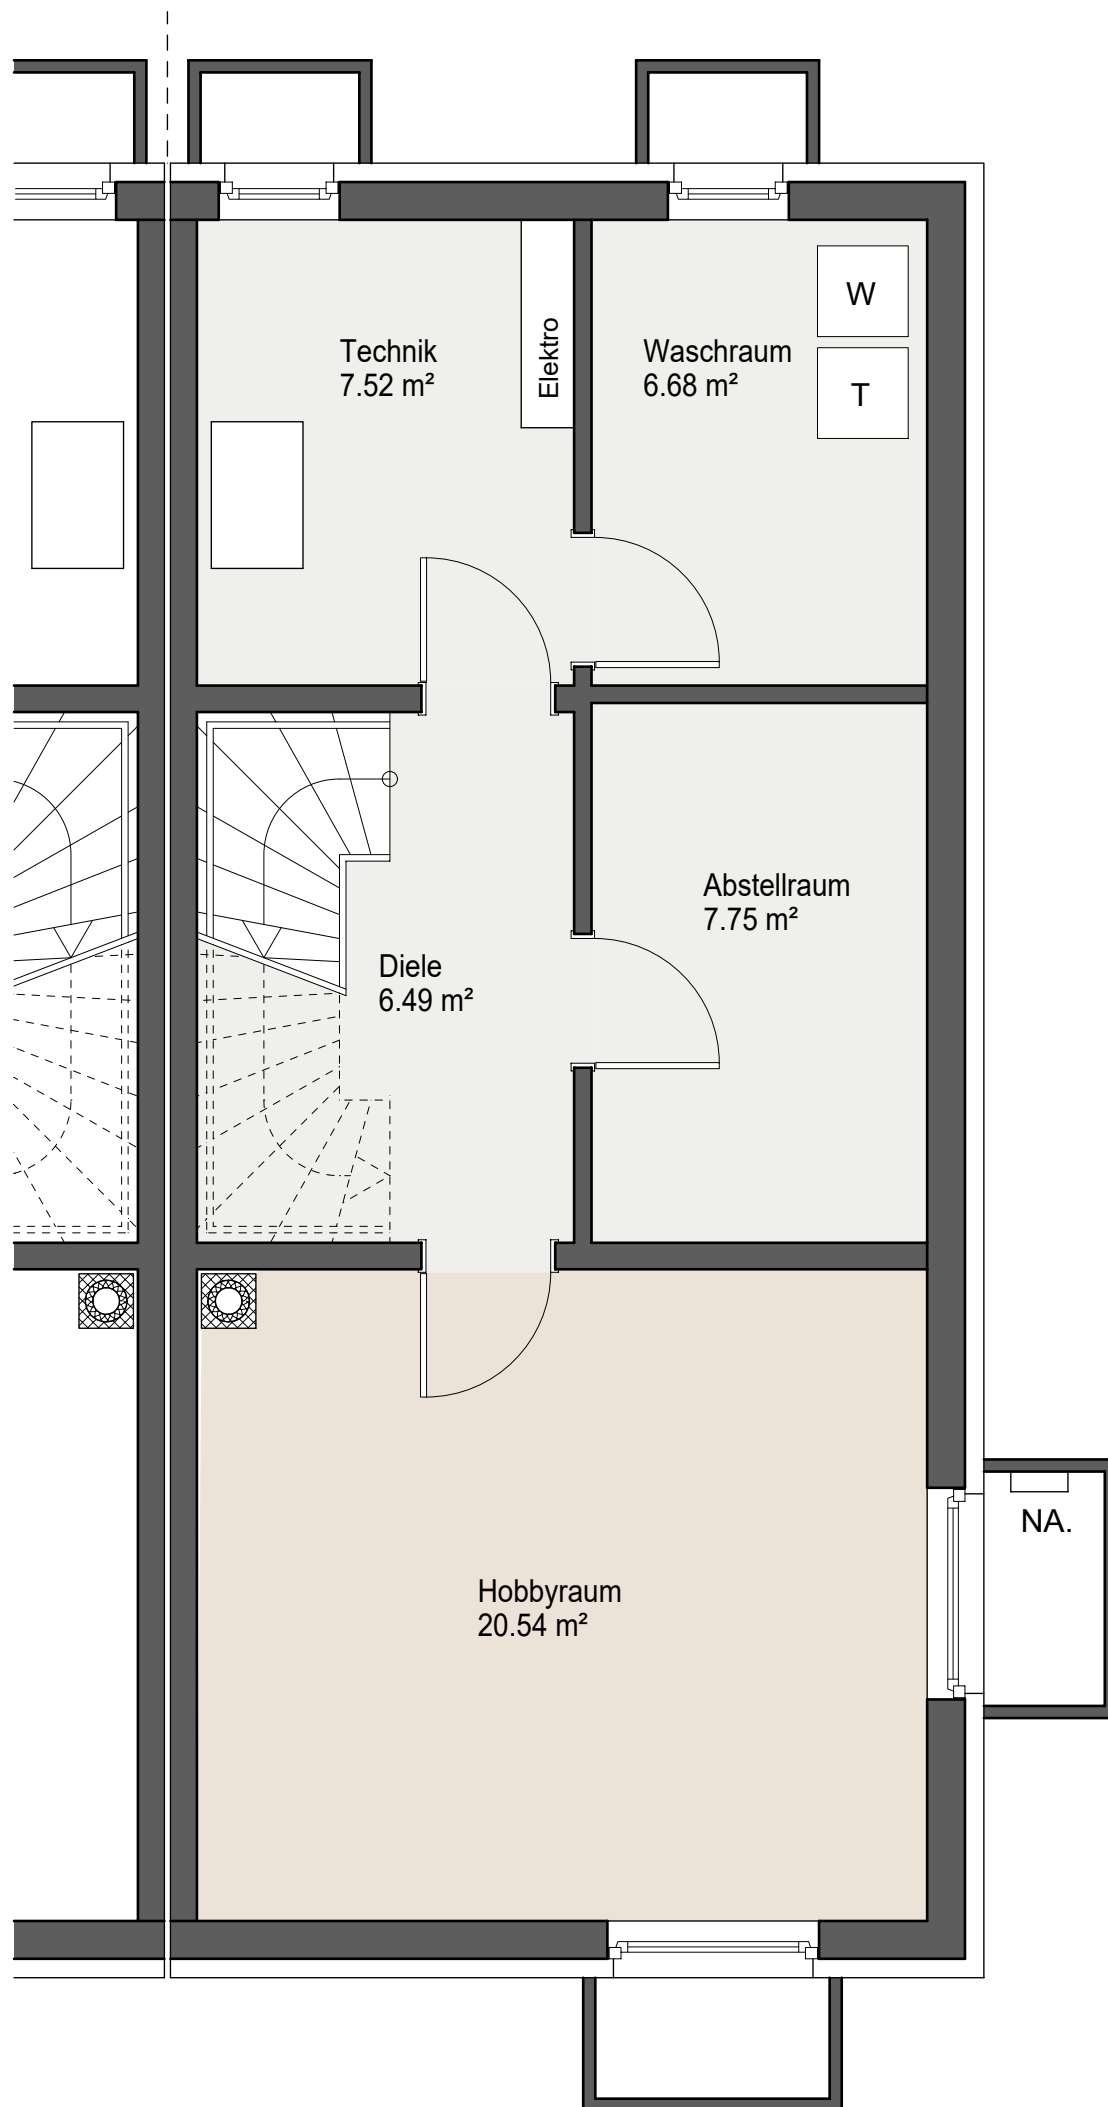 Technik
7.52 m²
Elektro
Waschraum
6.68 m²
W
T
Abstellraum
7.75 m²
Diele
6.49 m²
NA.
Hobbyraum
20.54 m²